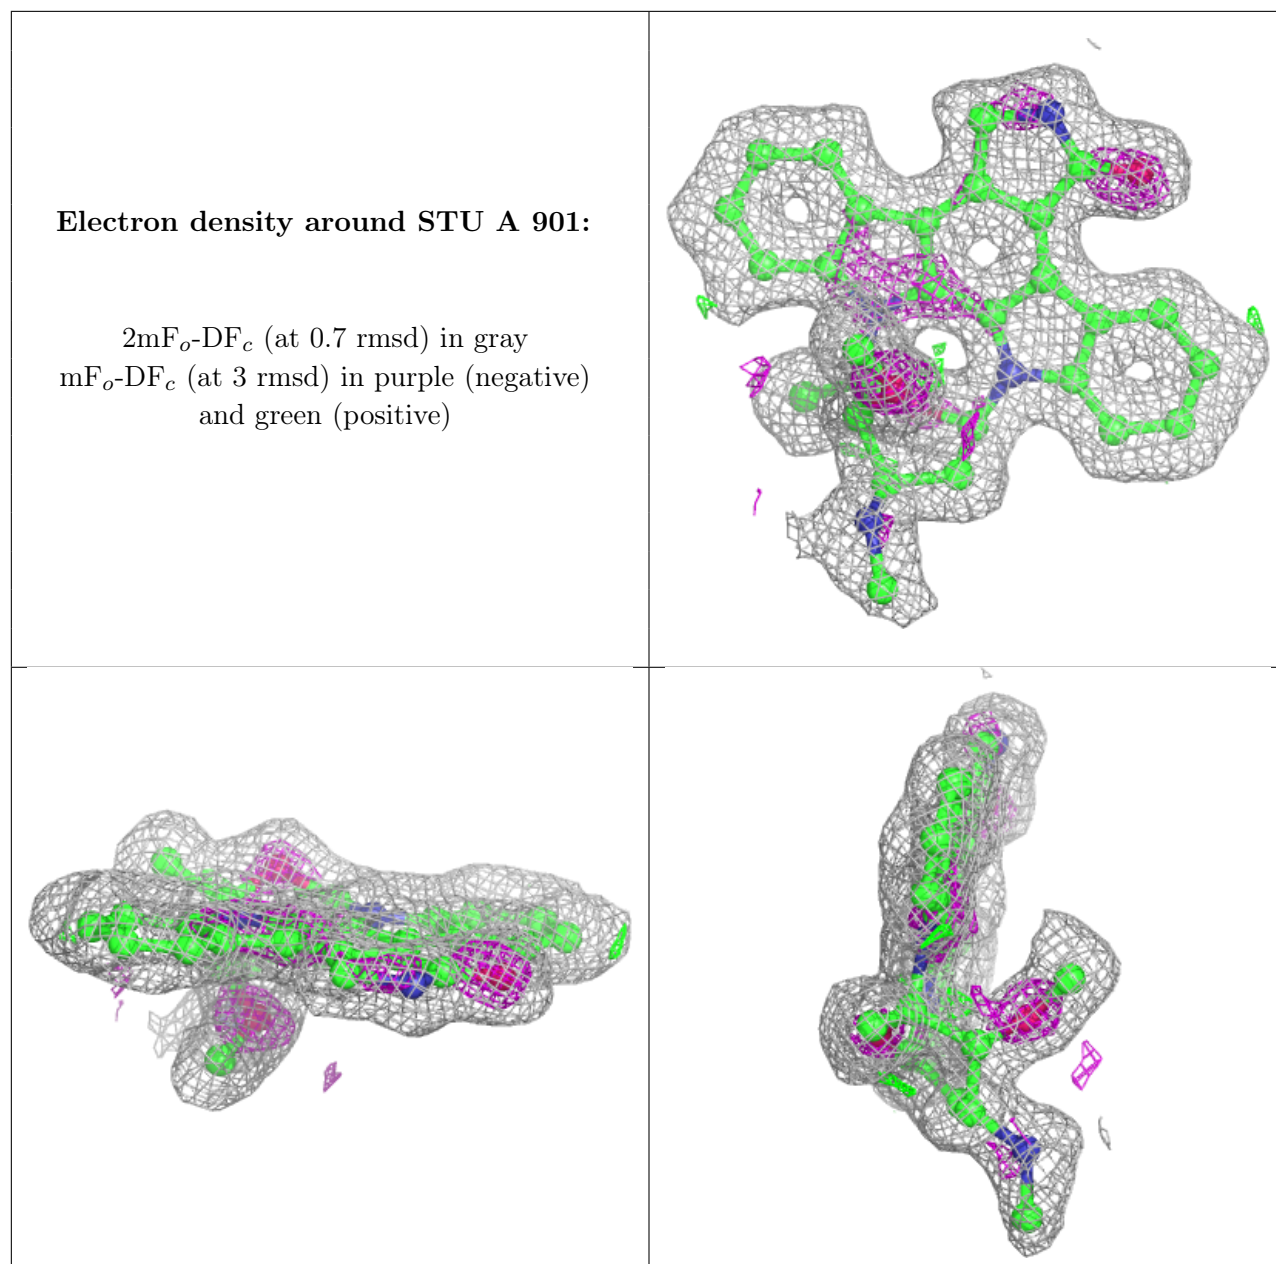 Electron density around STU A 901:
2mFo-DFc (at 0.7 rmsd) in gray
mFo-DFc (at 3 rmsd) in purple (negative)
and green (positive)